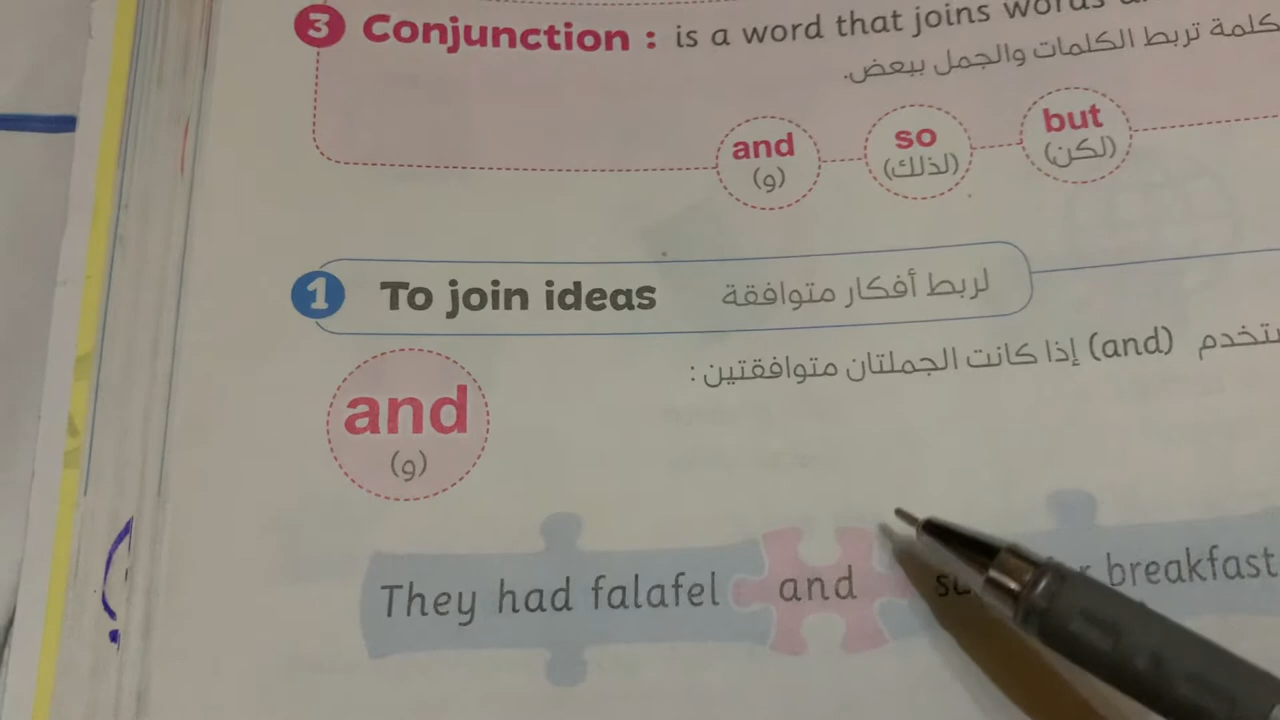 3 Conjunction : is a word that joins words
كلمة تربط الكلمات والجمل ببعض.
and so but
(و) (لذلك) (لكن)
1 To join ideas لربط أفكار متوافقة
(and) إذا كانت الجملتان متوافقتين :
and
(و)
They had falafel and breakfast